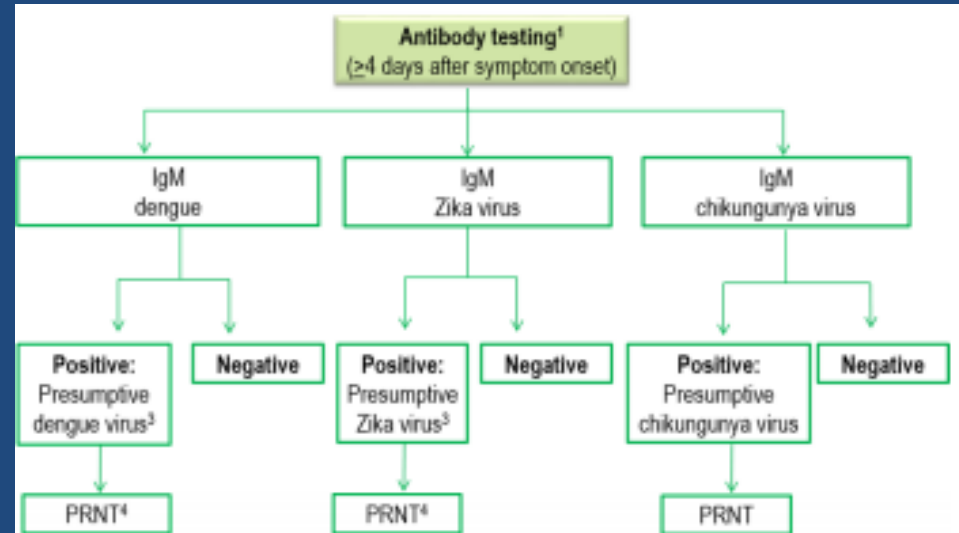 Antibody testing¹
(≥4 days after symptom onset)
IgM
dengue
IgM
Zika virus
IgM
chikungunya virus
Positive:
Presumptive
dengue virus³
Negative
Positive:
Presumptive
Zika virus³
Negative
Positive:
Presumptive
chikungunya virus
Negative
PRNT⁴
PRNT⁴
PRNT